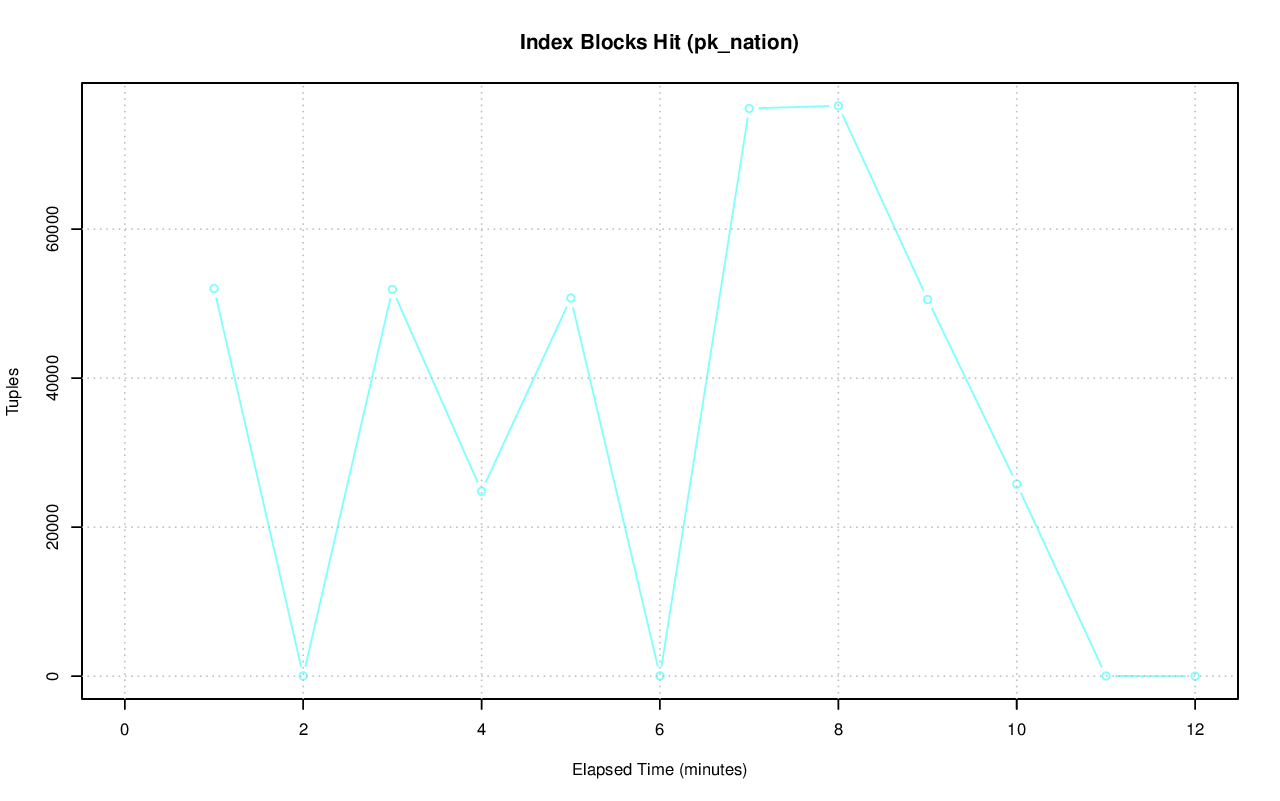 Index Blocks Hit (pk_nation)
Tuples
60000
40000
20000
0
0 2 4 6 8 10 12
Elapsed Time (minutes)